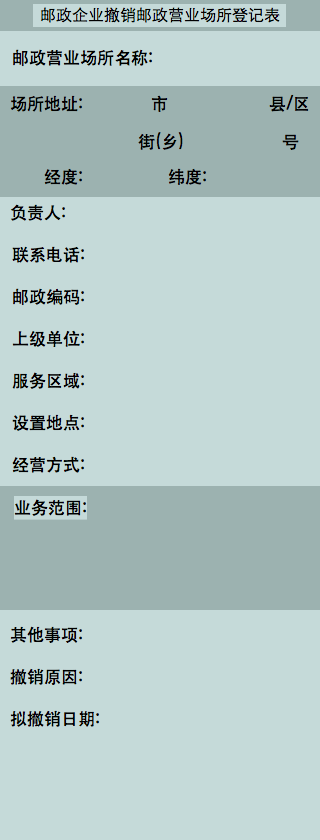 邮政企业撤销邮政营业场所登记表
邮政营业场所名称:
场所地址: 市 县/区
街(乡) 号
经度: 纬度:
负责人:
联系电话:
邮政编码:
上级单位:
服务区域:
设置地点:
经营方式:
业务范围:
其他事项:
撤销原因:
拟撤销日期: